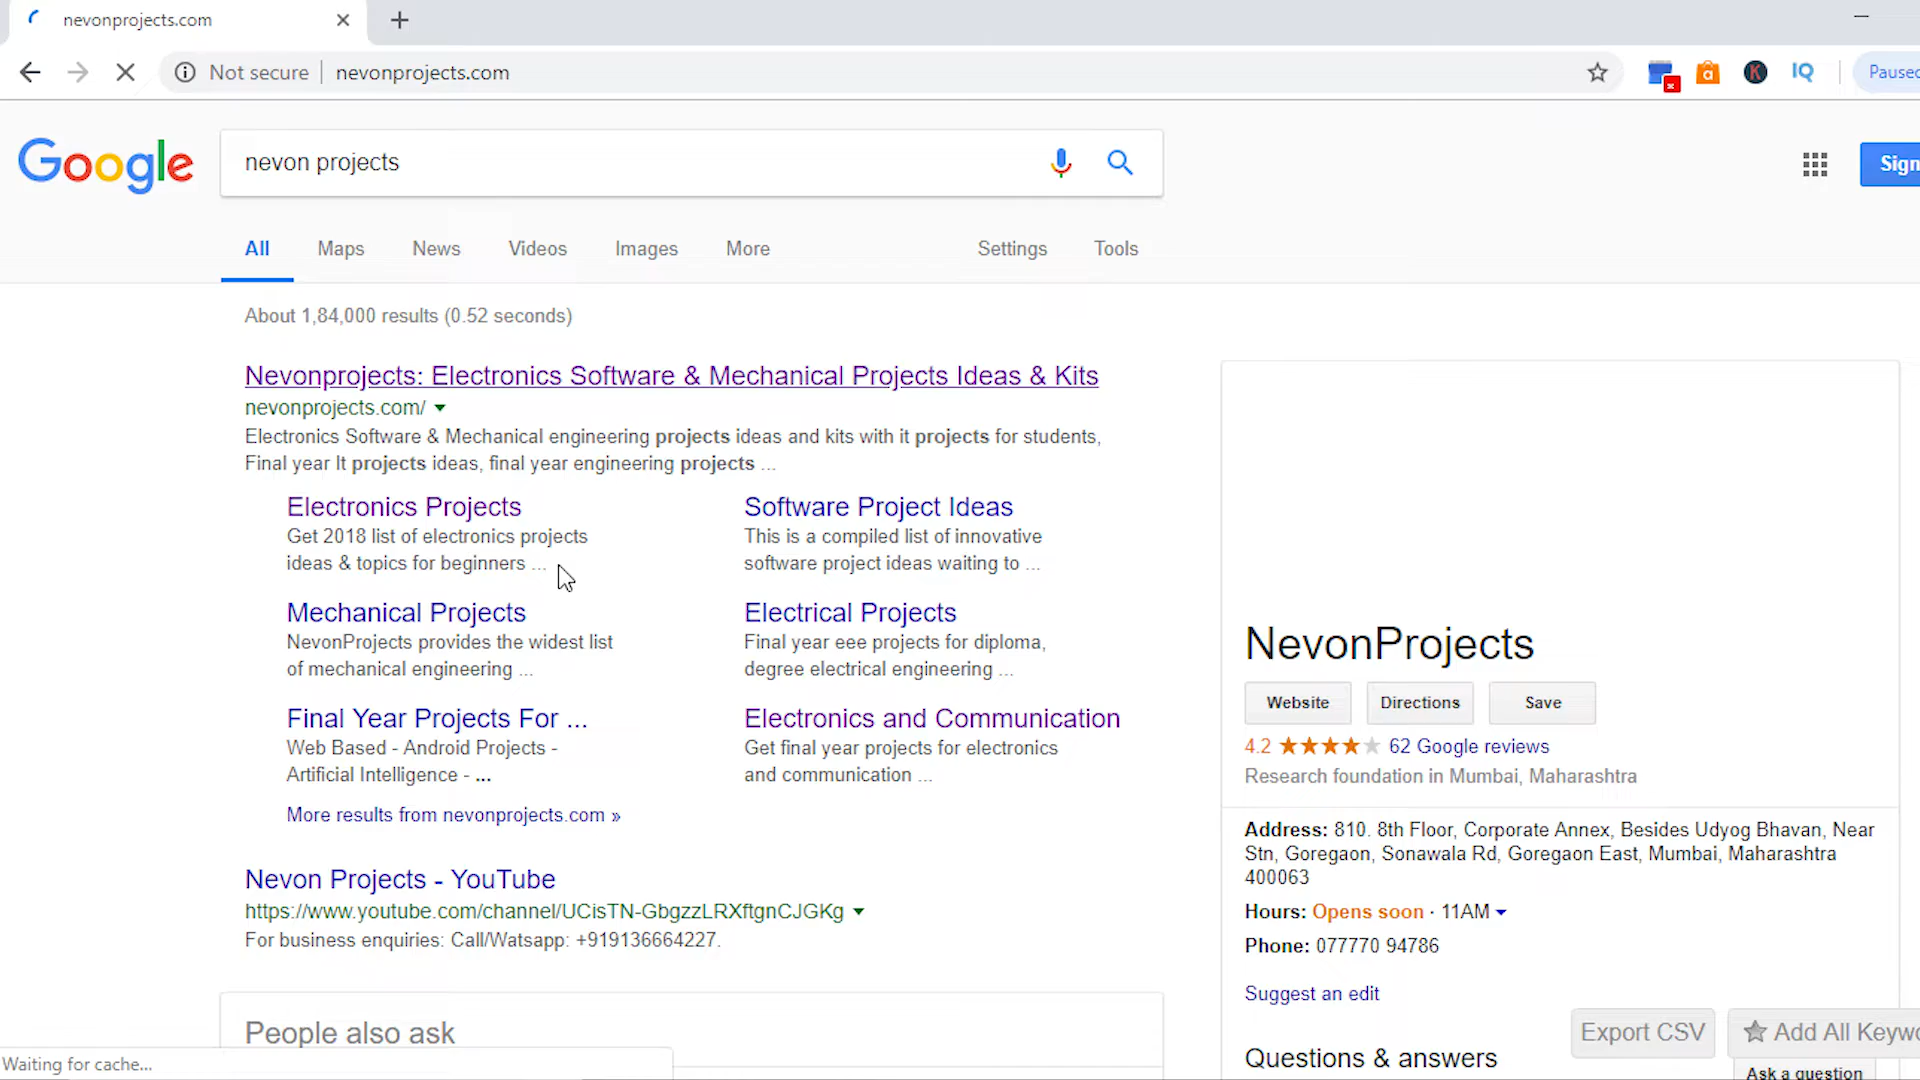 nevonprojects.com
Not secure
nevonprojects.com
IQ
Paused
Google
nevon projects
Sign
All
Maps
News
Videos
Images
More
Settings
Tools
About 1,84,000 results (0.52 seconds)
Nevonprojects: Electronics Software & Mechanical Projects Ideas & Kits
nevonprojects.com/
Electronics Software & Mechanical engineering projects ideas and kits with it projects for students,
Final year It projects ideas, final year engineering projects ...
Electronics Projects
Get 2018 list of electronics projects
ideas & topics for beginners ...
Software Project Ideas
This is a compiled list of innovative
software project ideas waiting to ...
Mechanical Projects
NevonProjects provides the widest list
of mechanical engineering ...
Electrical Projects
Final year eee projects for diploma,
degree electrical engineering ...
Final Year Projects For ...
Web Based - Android Projects -
Artificial Intelligence - ...
Electronics and Communication
Get final year projects for electronics
and communication ...
More results from nevonprojects.com »
Nevon Projects - YouTube
https://www.youtube.com/channel/UCisTN-GbgzzLRXftgnCJGKg
For business enquiries: Call/Watsapp: +919136664227.
People also ask
Waiting for cache...
NevonProjects
Website
Directions
Save
4.2
62 Google reviews
Research foundation in Mumbai, Maharashtra
Address: 810. 8th Floor, Corporate Annex, Besides Udyog Bhavan, Near
Stn, Goregaon, Sonawala Rd, Goregaon East, Mumbai, Maharashtra
400063
Hours: Opens soon · 11AM
Phone: 077770 94786
Suggest an edit
Export CSV
Add All Keywo
Questions & answers
Ask a question